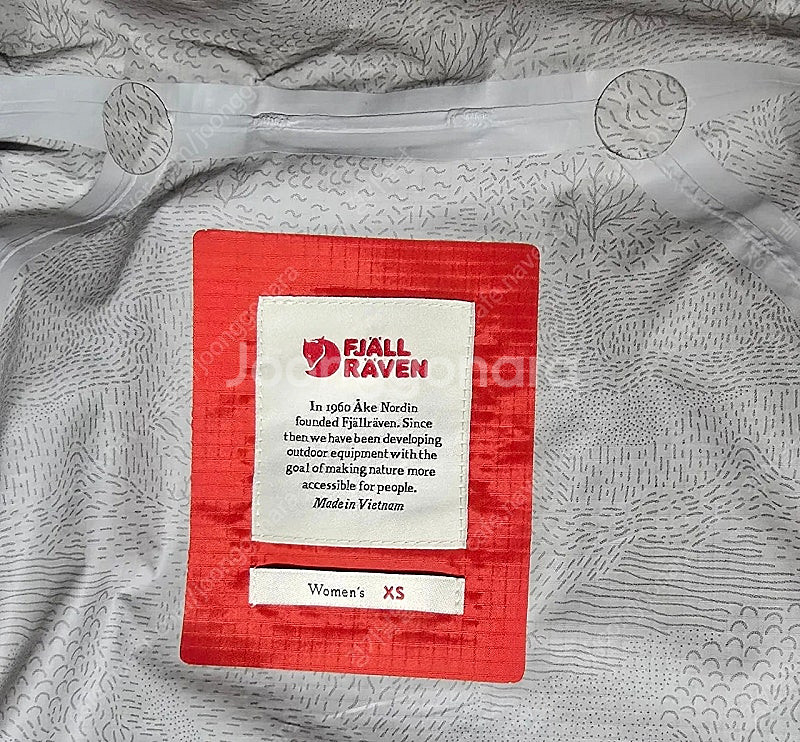 FJÄLL
RÄVEN
Joonggonara
In 1960 Åke Nordin
founded Fjällräven. Since
then we have been developing
outdoor equipment with the
goal of making nature more
accessible for people.
Made in Vietnam
Women's XS